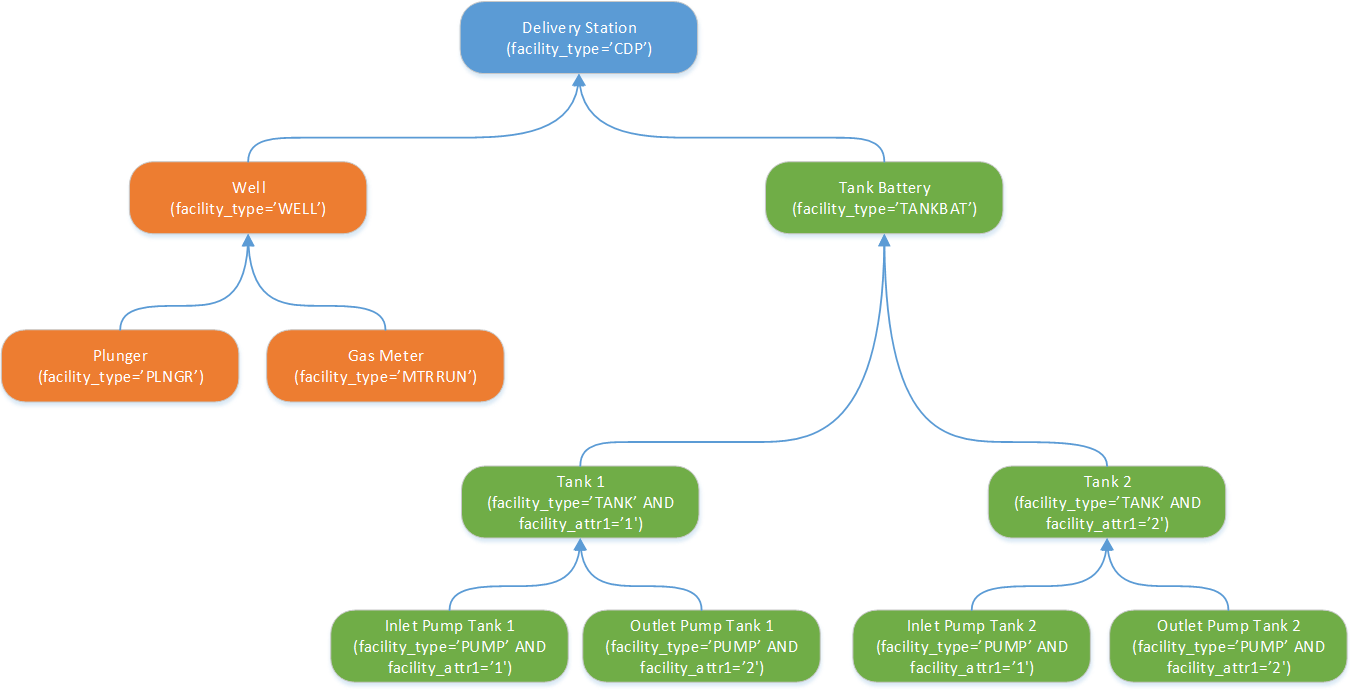 Delivery Station
(facility_type=’CDP’)
Well
(facility_type=’WELL’)
Tank Battery
(facility_type=’TANKBAT’)
Plunger
(facility_type=’PLNGR’)
Gas Meter
(facility_type=’MTRRUN’)
Tank 1
(facility_type=’TANK’ AND
facility_attr1=’1')
Tank 2
(facility_type=’TANK’ AND
facility_attr1=’2')
Inlet Pump Tank 1
(facility_type=’PUMP’ AND
facility_attr1=’1')
Outlet Pump Tank 1
(facility_type=’PUMP’ AND
facility_attr1=’2')
Inlet Pump Tank 2
(facility_type=’PUMP’ AND
facility_attr1=’1')
Outlet Pump Tank 2
(facility_type=’PUMP’ AND
facility_attr1=’2')